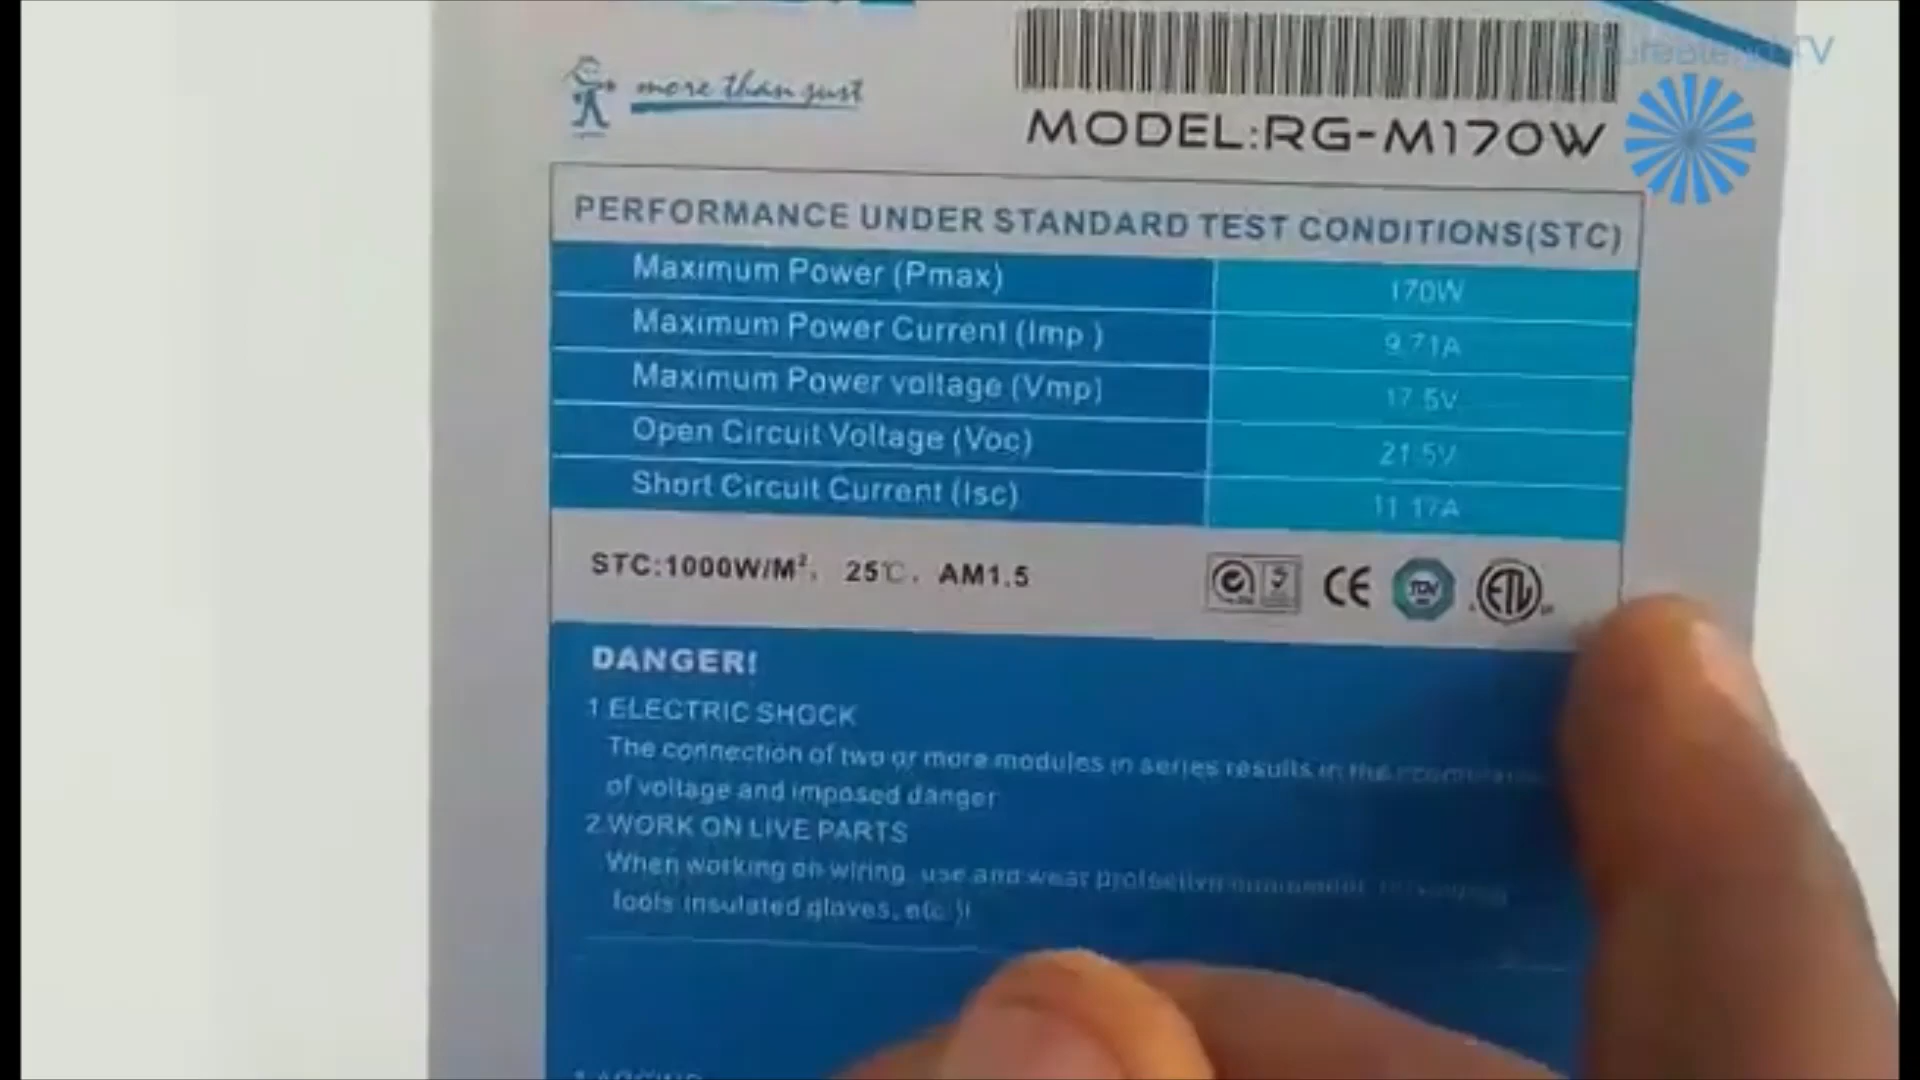 more than just
MODEL:RG-M170W
PERFORMANCE UNDER STANDARD TEST CONDITIONS(STC)
Maximum Power (Pmax) 170W
Maximum Power Current (Imp ) 9.71A
Maximum Power voltage (Vmp) 17.5V
Open Circuit Voltage (Voc) 21.5V
Short Circuit Current (Isc) 11.17A
STC:1000W/M², 25℃, AM1.5
CE TÜV ETL
DANGER!
1.ELECTRIC SHOCK
The connection of two or more modules in series results in the
of voltage and imposed danger
2.WORK ON LIVE PARTS
When working on wiring, use and wear protective
tools insulated gloves, etc.)!